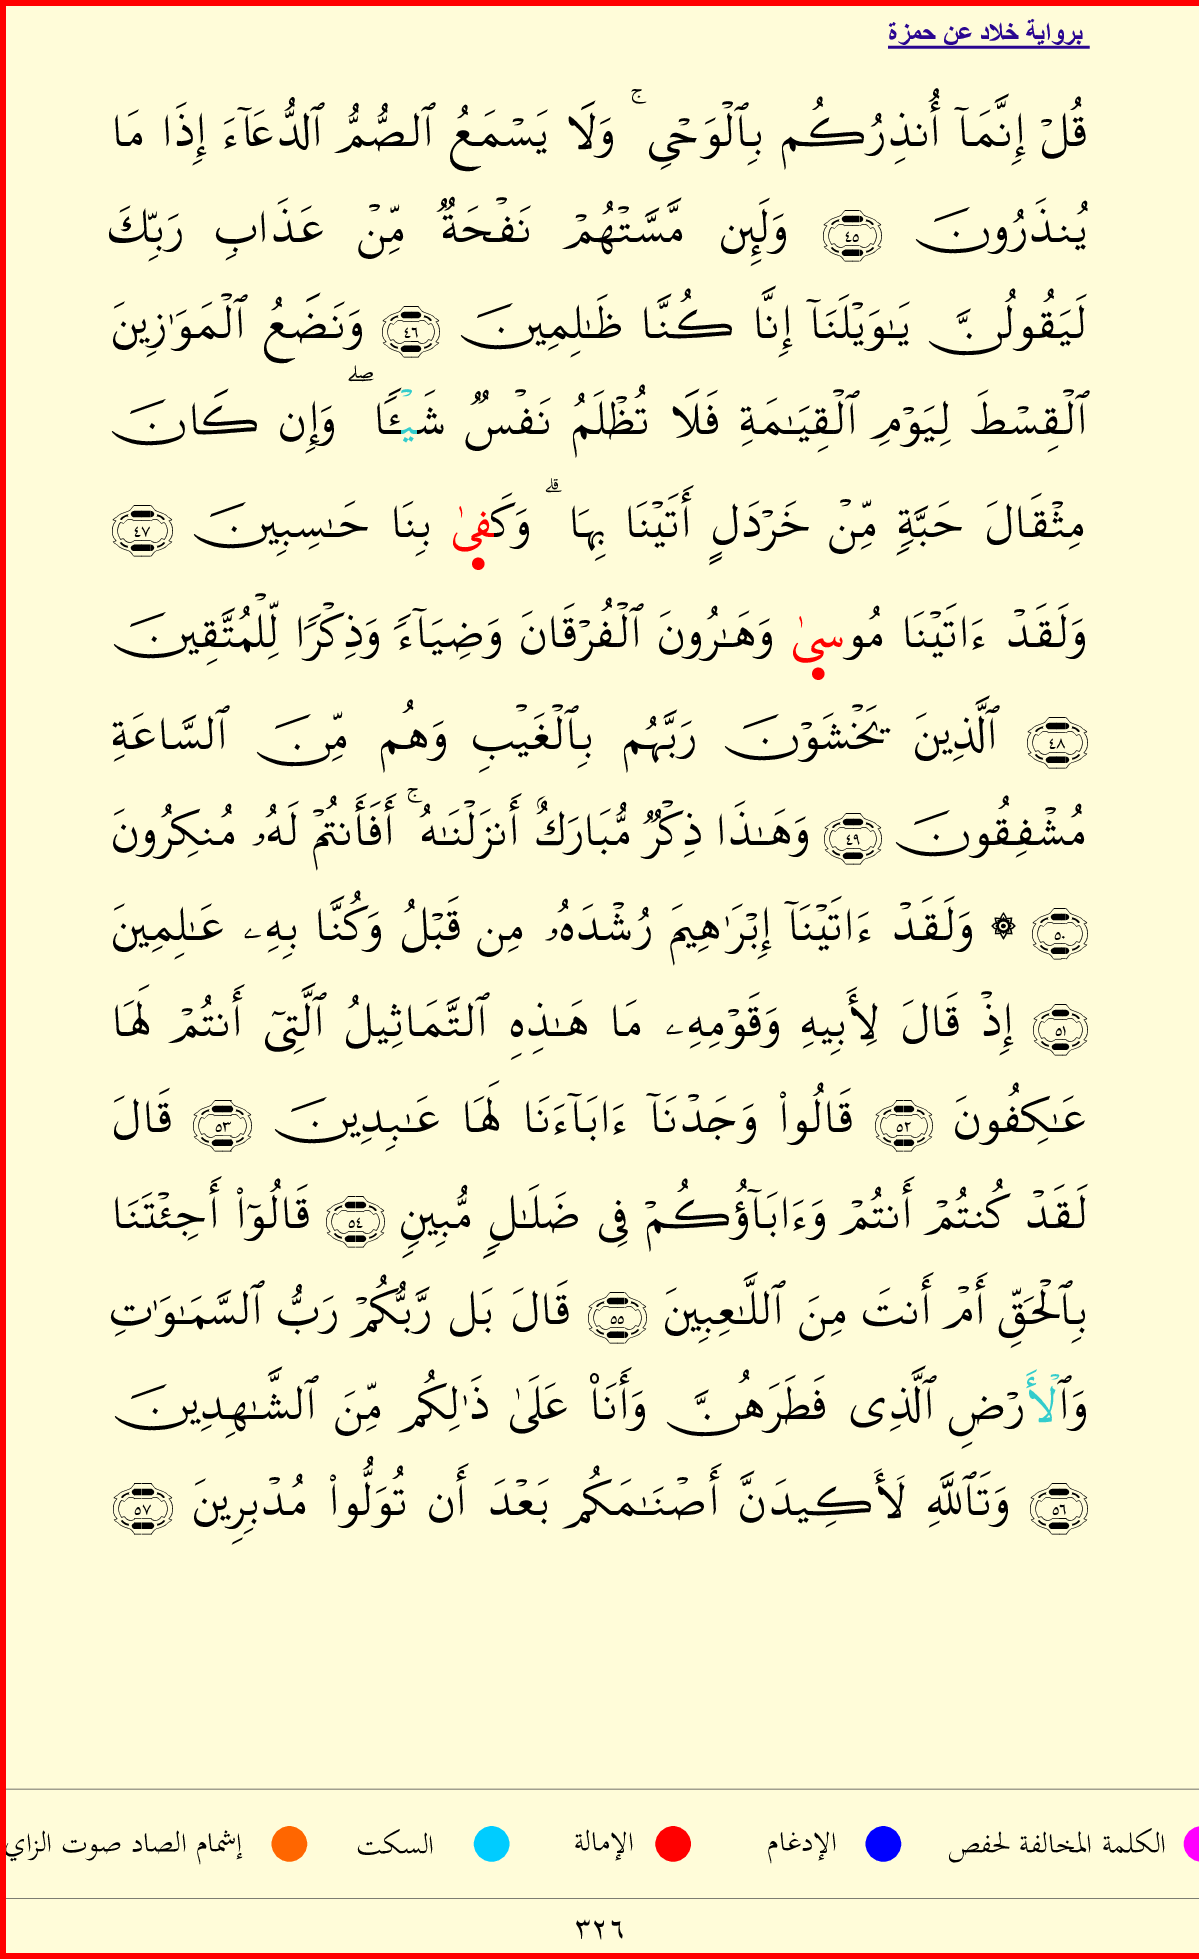 برواية خلاد عن حمزة
قُلۡ إِنَّمَآ أُنذِرُكُم بِٱلۡوَحۡيِۚ وَلَا يَسۡمَعُ ٱلصُّمُّ ٱلدُّعَآءَ إِذَا مَا
يُنذَرُونَ ٤٥ وَلَئِن مَّسَّتۡهُمۡ نَفۡحَةٞ مِّنۡ عَذَابِ رَبِّكَ
لَيَقُولُنَّ يَٰوَيۡلَنَآ إِنَّا كُنَّا ظَٰلِمِينَ ٤٦ وَنَضَعُ ٱلۡمَوَٰزِينَ
ٱلۡقِسۡطَ لِيَوۡمِ ٱلۡقِيَٰمَةِ فَلَا تُظۡلَمُ نَفۡسٞ شَيۡـٔٗاۖ وَإِن كَانَ
مِثۡقَالَ حَبَّةٖ مِّنۡ خَرۡدَلٍ أَتَيۡنَا بِهَاۗ وَكَفىٰ بِنَا حَٰسِبِينَ ٤٧
وَلَقَدۡ ءَاتَيۡنَا مُوسىٰ وَهَٰرُونَ ٱلۡفُرۡقَانَ وَضِيَآءٗ وَذِكۡرٗا لِّلۡمُتَّقِينَ
٤٨ ٱلَّذِينَ يَخۡشَوۡنَ رَبَّهُم بِٱلۡغَيۡبِ وَهُم مِّنَ ٱلسَّاعَةِ
مُشۡفِقُونَ ٤٩ وَهَٰذَا ذِكۡرٞ مُّبَارَكٌ أَنزَلۡنَٰهُۚ أَفَأَنتُمۡ لَهُۥ مُنكِرُونَ
٥٠ ۞ وَلَقَدۡ ءَاتَيۡنَآ إِبۡرَٰهِيمَ رُشۡدَهُۥ مِن قَبۡلُ وَكُنَّا بِهِۦ عَٰلِمِينَ
٥١ إِذۡ قَالَ لِأَبِيهِ وَقَوۡمِهِۦ مَا هَٰذِهِ ٱلتَّمَاثِيلُ ٱلَّتِيٓ أَنتُمۡ لَهَا
عَٰكِفُونَ ٥٢ قَالُواْ وَجَدۡنَآ ءَابَآءَنَا لَهَا عَٰبِدِينَ ٥٣ قَالَ
لَقَدۡ كُنتُمۡ أَنتُمۡ وَءَابَآؤُكُمۡ فِي ضَلَٰلٖ مُّبِينٖ ٥٤ قَالُوٓاْ أَجِئۡتَنَا
بِٱلۡحَقِّ أَمۡ أَنتَ مِنَ ٱللَّٰعِبِينَ ٥٥ قَالَ بَل رَّبُّكُمۡ رَبُّ ٱلسَّمَٰوَٰتِ
وَٱلۡأَرۡضِ ٱلَّذِي فَطَرَهُنَّ وَأَنَا۠ عَلَىٰ ذَٰلِكُم مِّنَ ٱلشَّٰهِدِينَ
٥٦ وَتَٱللَّهِ لَأَكِيدَنَّ أَصۡنَٰمَكُم بَعۡدَ أَن تُوَلُّواْ مُدۡبِرِينَ ٥٧
الكلمة المخالفة لحفص الإدغام الإمالة السكت إشمام الصاد صوت الزاي
٣٢٦